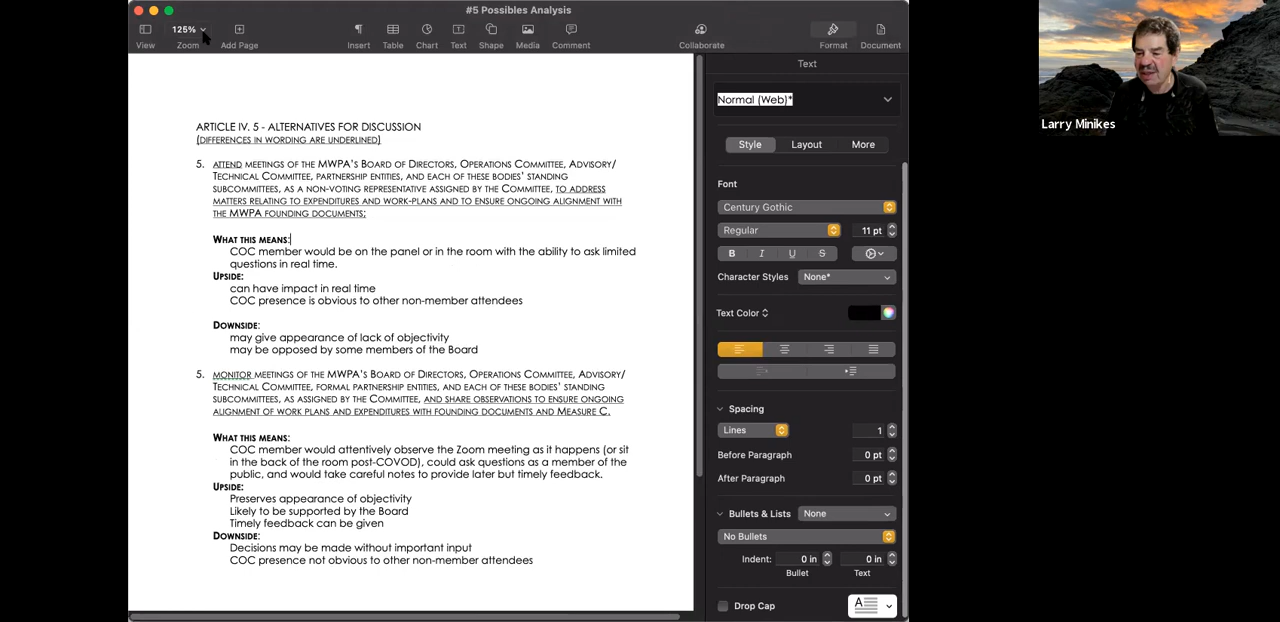 #5 Possibles Analysis
125%
View
Zoom
Add Page
Insert
Table
Chart
Text
Shape
Media
Comment
Collaborate
Format
Document
ARTICLE IV. 5 - ALTERNATIVES FOR DISCUSSION
(DIFFERENCES IN WORDING ARE UNDERLINED)
5. ATTEND MEETINGS OF THE MWPA'S BOARD OF DIRECTORS, OPERATIONS COMMITTEE, ADVISORY/
TECHNICAL COMMITTEE, PARTNERSHIP ENTITIES, AND EACH OF THESE BODIES' STANDING
SUBCOMMITTEES, AS A NON-VOTING REPRESENTATIVE ASSIGNED BY THE COMMITTEE, TO ADDRESS
MATTERS RELATING TO EXPENDITURES AND WORK-PLANS AND TO ENSURE ONGOING ALIGNMENT WITH
THE MWPA FOUNDING DOCUMENTS;
WHAT THIS MEANS:
COC member would be on the panel or in the room with the ability to ask limited
questions in real time.
UPSIDE:
can have impact in real time
COC presence is obvious to other non-member attendees
DOWNSIDE:
may give appearance of lack of objectivity
may be opposed by some members of the Board
5. MONITOR MEETINGS OF THE MWPA'S BOARD OF DIRECTORS, OPERATIONS COMMITTEE, ADVISORY/
TECHNICAL COMMITTEE, FORMAL PARTNERSHIP ENTITIES, AND EACH OF THESE BODIES' STANDING
SUBCOMMITTEES, AS ASSIGNED BY THE COMMITTEE, AND SHARE OBSERVATIONS TO ENSURE ONGOING
ALIGNMENT OF WORK PLANS AND EXPENDITURES WITH FOUNDING DOCUMENTS AND MEASURE C.
WHAT THIS MEANS:
COC member would attentively observe the Zoom meeting as it happens (or sit
in the back of the room post-COVOD), could ask questions as a member of the
public, and would take careful notes to provide later but timely feedback.
UPSIDE:
Preserves appearance of objectivity
Likely to be supported by the Board
Timely feedback can be given
DOWNSIDE:
Decisions may be made without important input
COC presence not obvious to other non-member attendees
Text
Normal (Web)*
Style
Layout
More
Font
Century Gothic
Regular
11 pt
B I U S
Character Styles
None*
Text Color
Spacing
Lines
1
Before Paragraph
0 pt
After Paragraph
0 pt
Bullets & Lists
None
No Bullets
Indent:
0 in
0 in
Bullet
Text
Drop Cap
A
Larry Minikes